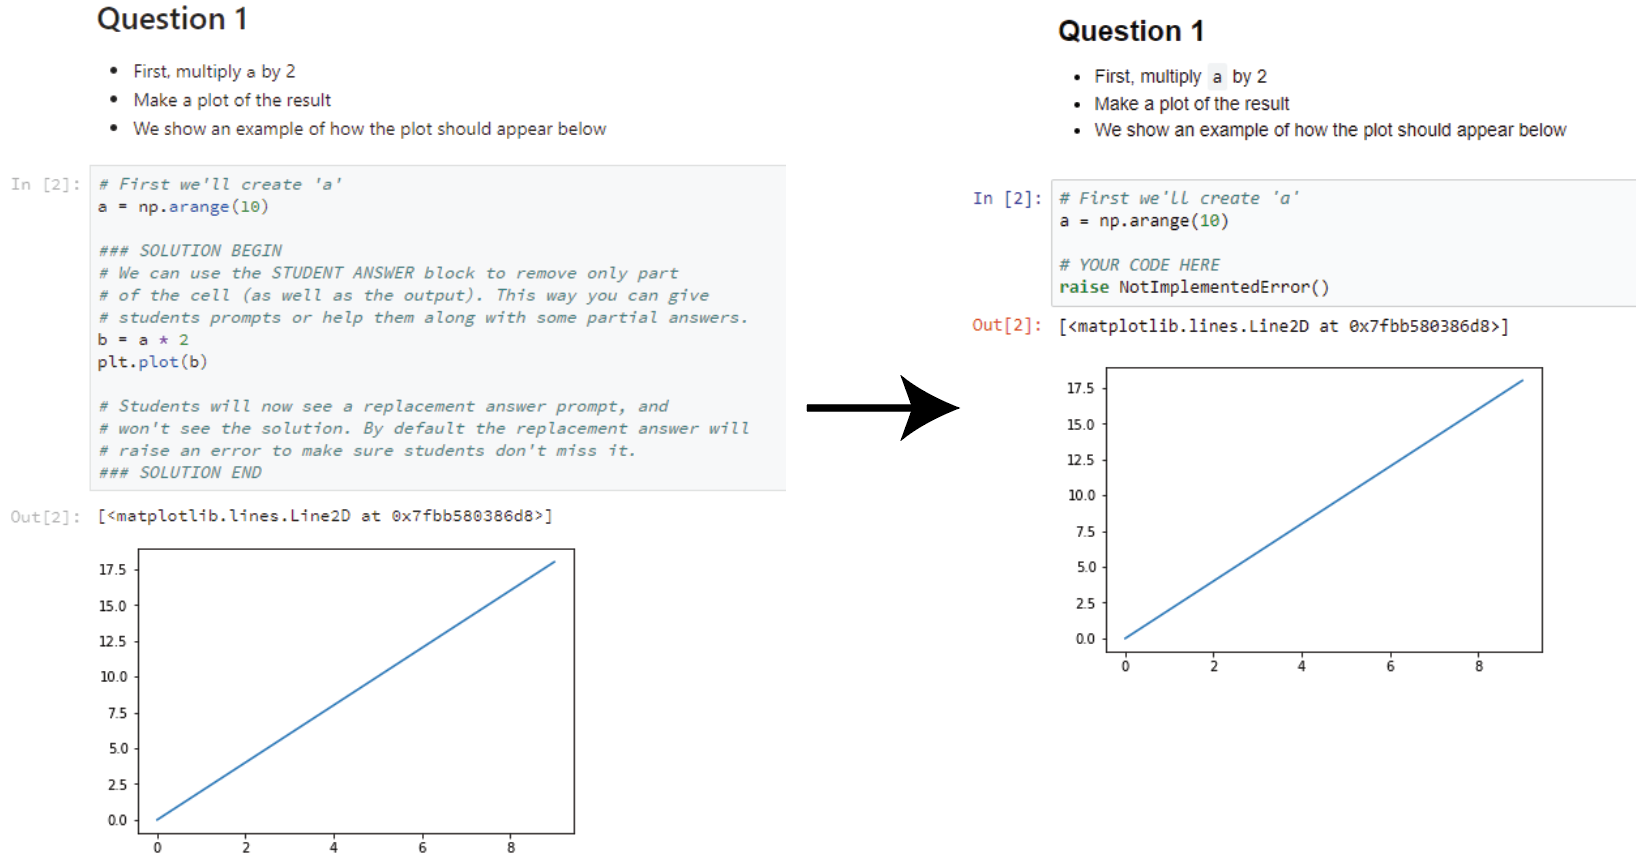 Question 1
First, multiply a by 2
Make a plot of the result
We show an example of how the plot should appear below
In [2]:
# First we'll create 'a'
a = np.arange(10)
### SOLUTION BEGIN
# We can use the STUDENT ANSWER block to remove only part
# of the cell (as well as the output). This way you can give
# students prompts or help them along with some partial answers.
b = a * 2
plt.plot(b)
# Students will now see a replacement answer prompt, and
# won't see the solution. By default the replacement answer will
# raise an error to make sure students don't miss it.
### SOLUTION END
Out[2]: [<matplotlib.lines.Line2D at 0x7fbb580386d8>]
17.5
15.0
12.5
10.0
7.5
5.0
2.5
0.0
0 2 4 6 8
Question 1
First, multiply a by 2
Make a plot of the result
We show an example of how the plot should appear below
In [2]:
# First we'll create 'a'
a = np.arange(10)
# YOUR CODE HERE
raise NotImplementedError()
Out[2]: [<matplotlib.lines.Line2D at 0x7fbb580386d8>]
17.5
15.0
12.5
10.0
7.5
5.0
2.5
0.0
0 2 4 6 8